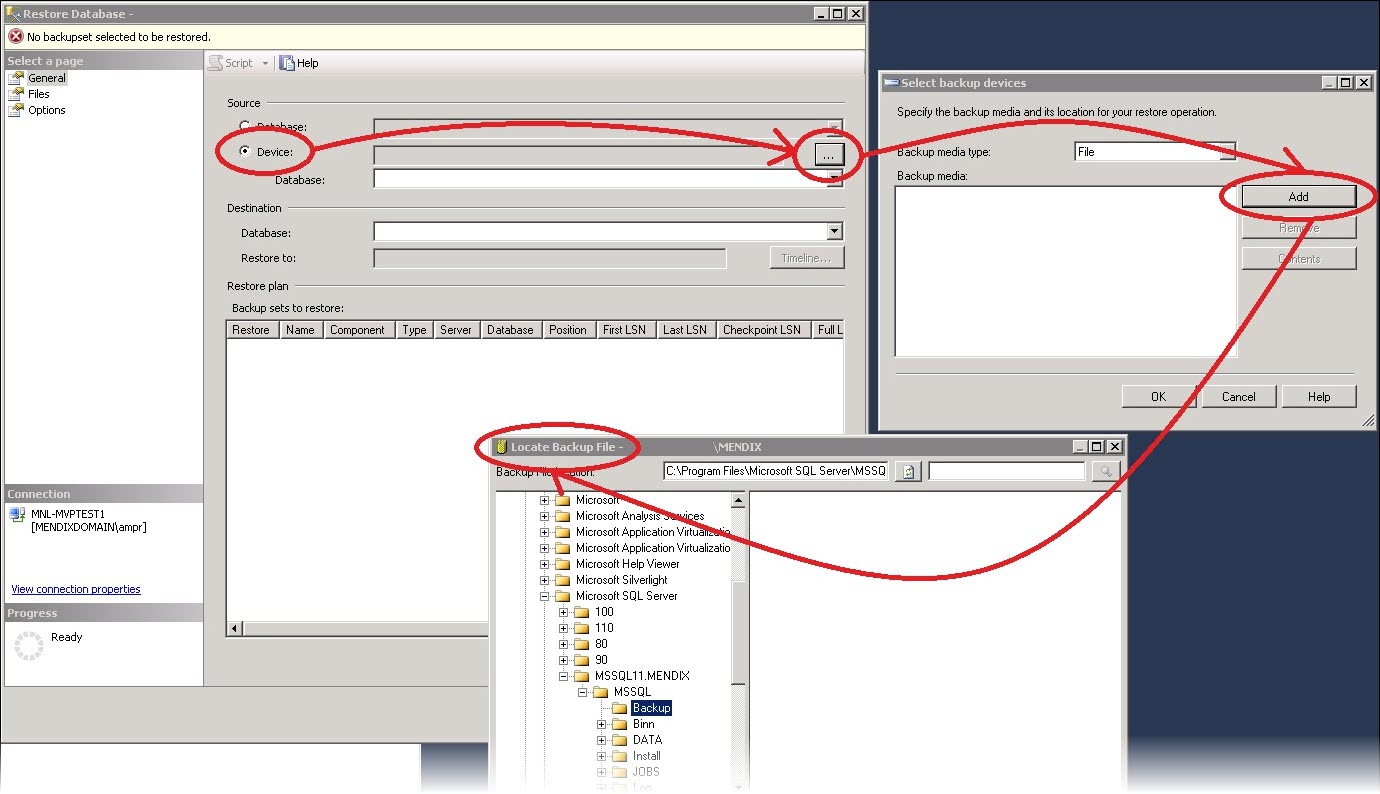 Restore Database -
No backupset selected to be restored.
Select a page
General
Files
Options
Script
Help
Source
Database:
Device:
...
Database:
Destination
Database:
Restore to:
Timeline...
Restore plan
Backup sets to restore:
Restore Name Component Type Server Database Position First LSN Last LSN Checkpoint LSN Full L
Connection
MNL-MVPTEST1
[MENDIXDOMAIN\ampr]
View connection properties
Progress
Ready
Select backup devices
Specify the backup media and its location for your restore operation.
Backup media type:
File
Backup media:
Add
Remove
Contents
OK
Cancel
Help
Locate Backup File - \MENDIX
Backup File location:
C:\Program Files\Microsoft SQL Server\MSSQ
Microsoft
Microsoft Analysis Services
Microsoft Application Virtualizatio
Microsoft Application Virtualizatio
Microsoft Help Viewer
Microsoft Silverlight
Microsoft SQL Server
100
110
80
90
MSSQL11.MENDIX
MSSQL
Backup
Binn
DATA
Install
JOBS
Log